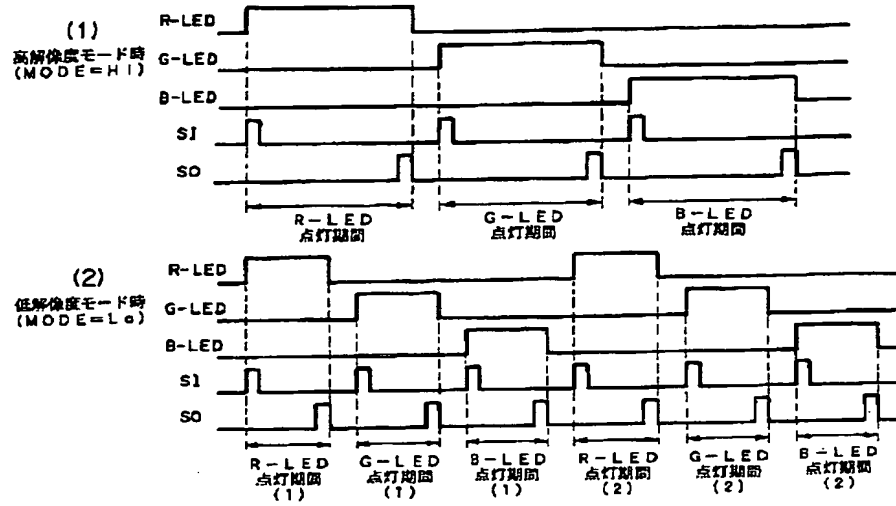 (1)
高解像度モード時
(MODE=HI)
R-LED
G-LED
B-LED
SI
SO
R-LED
点灯期間
G-LED
点灯期間
B-LED
点灯期間
(2)
低解像度モード時
(MODE=Lo)
R-LED
G-LED
B-LED
SI
SO
R-LED
点灯期間
(1)
G-LED
点灯期間
(1)
B-LED
点灯期間
(1)
R-LED
点灯期間
(2)
G-LED
点灯期間
(2)
B-LED
点灯期間
(2)